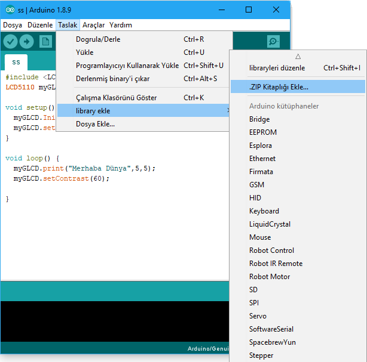 ss | Arduino 1.8.9
Dosya Düzenle Taslak Araçlar Yardım
ss
#include <LC
LCD5110 myGL
void setup()
myGLCD.Ini
myGLCD.set
}
void loop() {
myGLCD.print("Merhaba Dünya",5,5);
myGLCD.setContrast(60);
}
Dogrula/Derle Ctrl+R
Yükle Ctrl+U
Programlayıcı Kullanarak Yükle Ctrl+Shift+U
Derlenmiş binary'i çıkar Ctrl+Alt+S
Çalışma Klasörünü Göster Ctrl+K
library ekle
Dosya Ekle...
libraryleri düzenle Ctrl+Shift+I
.ZIP Kitaplığı Ekle...
Arduino kütüphaneler
Bridge
EEPROM
Esplora
Ethernet
Firmata
GSM
HID
Keyboard
LiquidCrystal
Mouse
Robot Control
Robot IR Remote
Robot Motor
SD
SPI
Servo
SoftwareSerial
SpacebrewYun
Stepper
Arduino/Genui